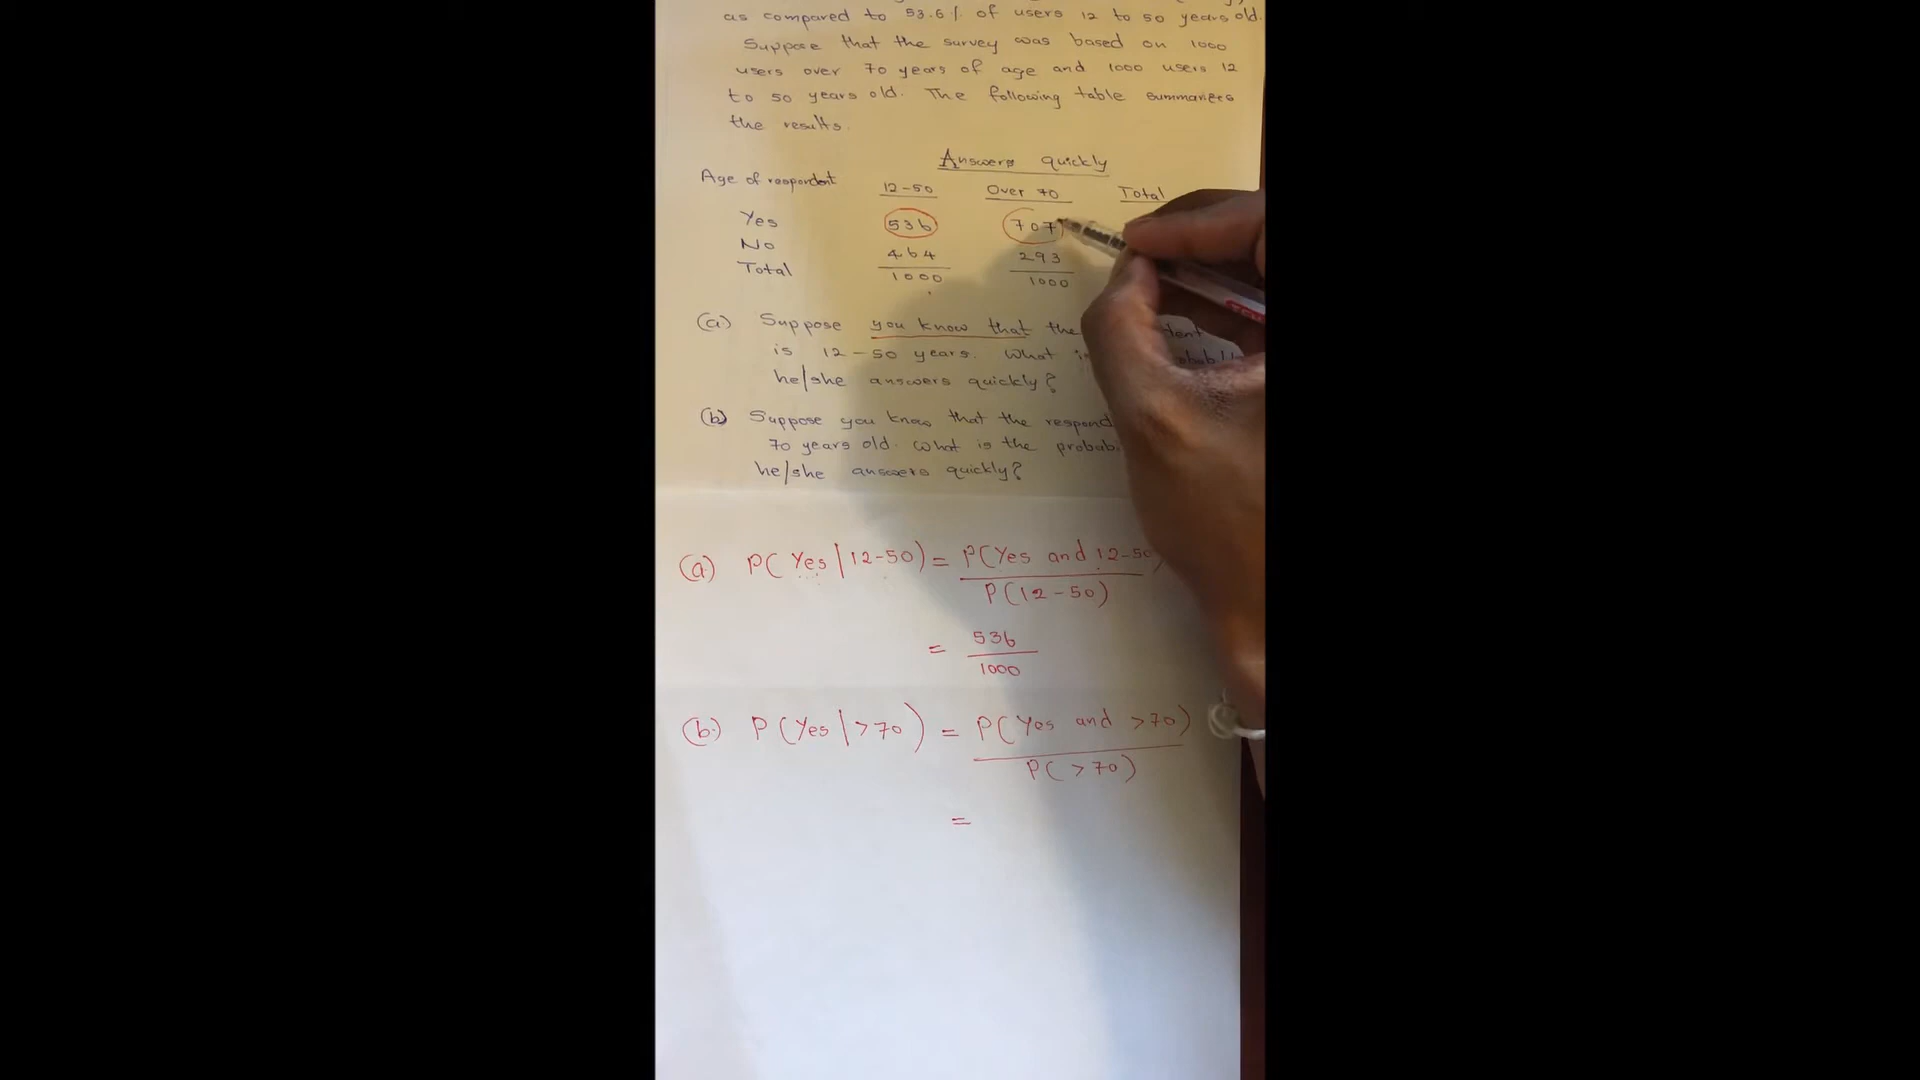 as compared to 53.6% of users 12 to 50 years old.
Suppose that the survey was based on 1000
users over 70 years of age and 1000 users 12
to 50 years old. The following table summarizes
the results.
Answers quickly
Age of respondent 12-50 Over 70 Total
Yes 536 707
No 464 293
Total 1000 1000
(a) Suppose you know that the
is 12-50 years. What is
he/she answers quickly?
(b) Suppose you know that the
70 years old. What is the
he/she answers quickly?
(a) P(Yes|12-50) = P(Yes and 12-50)
P(12-50)
= 536
1000
(b) P(Yes|>70) = P(Yes and >70)
P(>70)
=